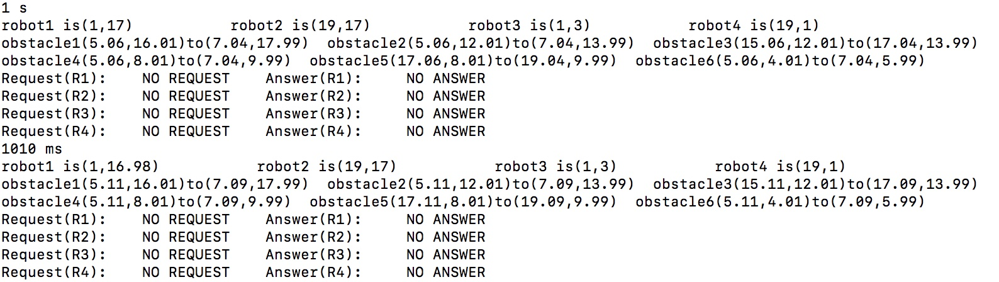 1 s
robot1 is(1,17) robot2 is(19,17) robot3 is(1,3) robot4 is(19,1)
obstacle1(5.06,16.01)to(7.04,17.99) obstacle2(5.06,12.01)to(7.04,13.99) obstacle3(15.06,12.01)to(17.04,13.99)
obstacle4(5.06,8.01)to(7.04,9.99) obstacle5(17.06,8.01)to(19.04,9.99) obstacle6(5.06,4.01)to(7.04,5.99)
Request(R1): NO REQUEST Answer(R1): NO ANSWER
Request(R2): NO REQUEST Answer(R2): NO ANSWER
Request(R3): NO REQUEST Answer(R3): NO ANSWER
Request(R4): NO REQUEST Answer(R4): NO ANSWER
1010 ms
robot1 is(1,16.98) robot2 is(19,17) robot3 is(1,3) robot4 is(19,1)
obstacle1(5.11,16.01)to(7.09,17.99) obstacle2(5.11,12.01)to(7.09,13.99) obstacle3(15.11,12.01)to(17.09,13.99)
obstacle4(5.11,8.01)to(7.09,9.99) obstacle5(17.11,8.01)to(19.09,9.99) obstacle6(5.11,4.01)to(7.09,5.99)
Request(R1): NO REQUEST Answer(R1): NO ANSWER
Request(R2): NO REQUEST Answer(R2): NO ANSWER
Request(R3): NO REQUEST Answer(R3): NO ANSWER
Request(R4): NO REQUEST Answer(R4): NO ANSWER